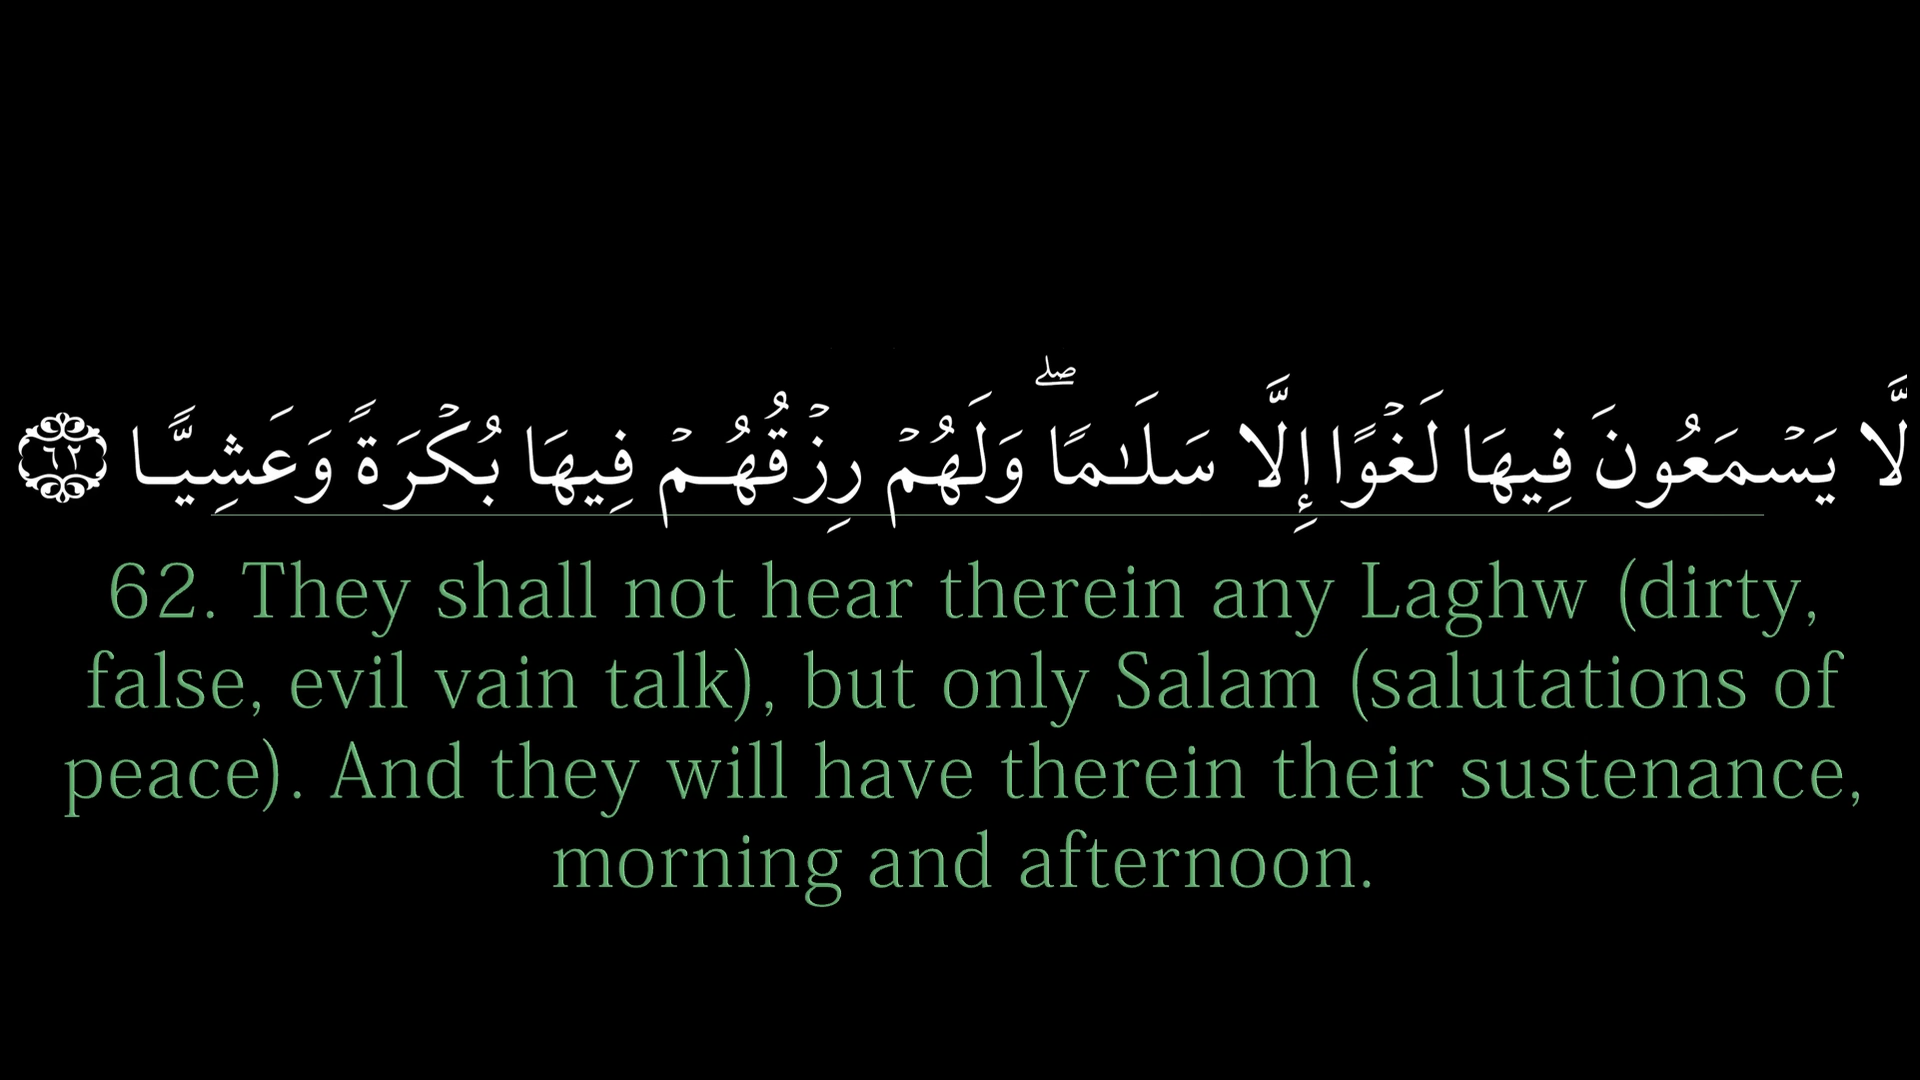 لَّا يَسْمَعُونَ فِيهَا لَغْوًا إِلَّا سَلَـٰمًا ۖ وَلَهُمْ رِزْقُهُمْ فِيهَا بُكْرَةً وَعَشِيًّا ٦٢
62. They shall not hear therein any Laghw (dirty,
false, evil vain talk), but only Salam (salutations of
peace). And they will have therein their sustenance,
morning and afternoon.